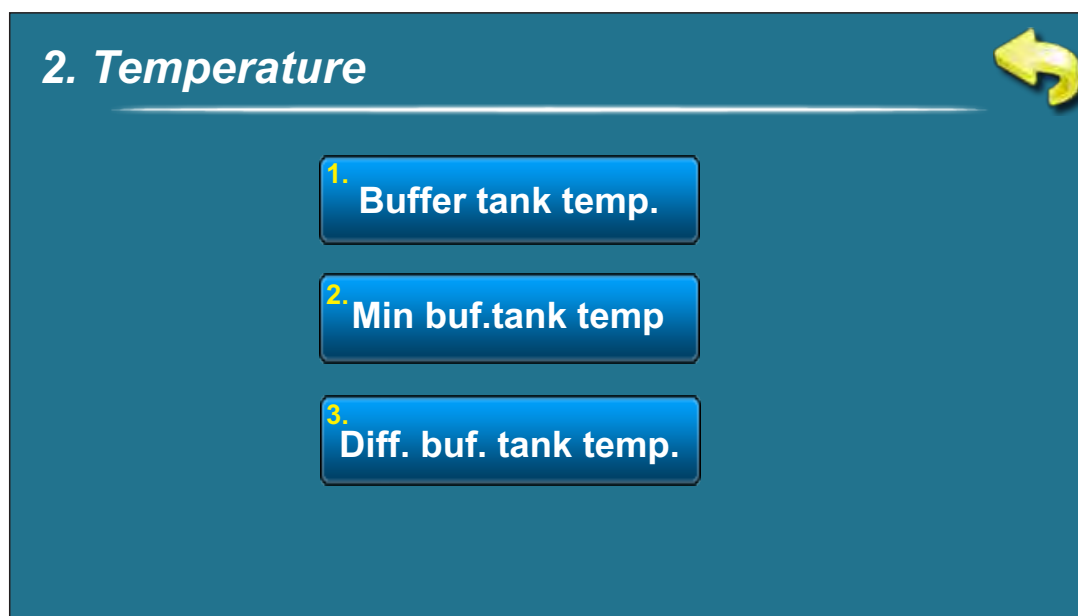 2. Temperature
1.
Buffer tank temp.
2.
Min buf.tank temp
3.
Diff. buf. tank temp.